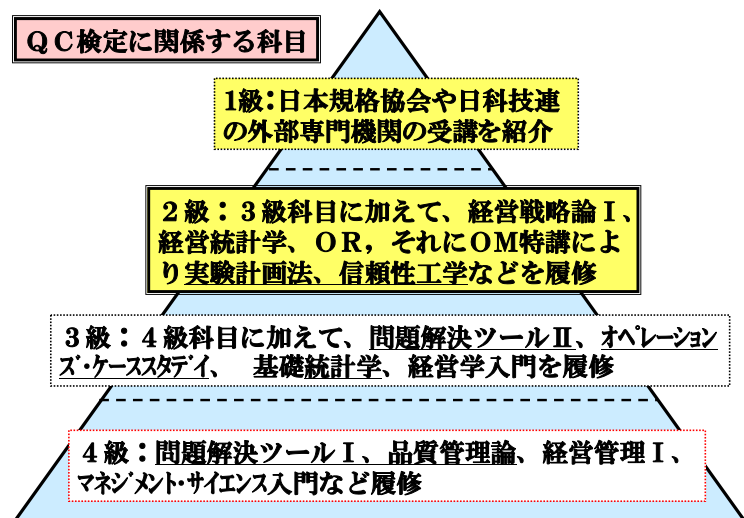 ＱＣ検定に関係する科目
1級：日本規格協会や日科技連
の外部専門機関の受講を紹介
２級：３級科目に加えて、経営戦略論Ⅰ、
経営統計学、ＯＲ，それにＯＭ特講によ
り実験計画法、信頼性工学などを履修
３級：４級科目に加えて、問題解決ツールⅡ、ｵﾍﾟﾚｰｼｮﾝ
ｽﾞ･ｹｰｽｽﾀﾃﾞｲ、　基礎統計学、経営学入門を履修
４級：問題解決ツールⅠ、品質管理論、経営管理Ⅰ、
ﾏﾈｼﾞﾒﾝﾄ･ｻｲｴﾝｽ入門など履修